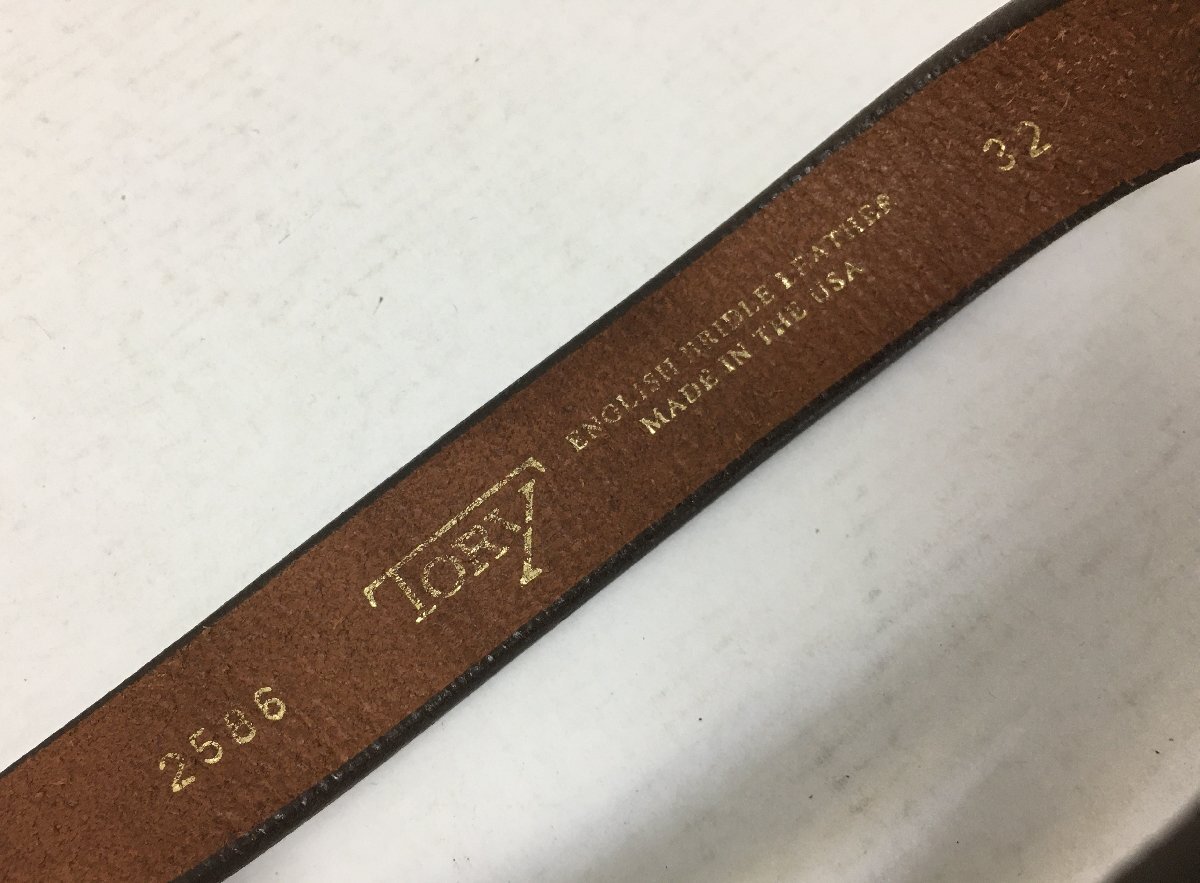 2586
TORY
ENGLISH BRIDLE LEATHER
MADE IN THE USA
32